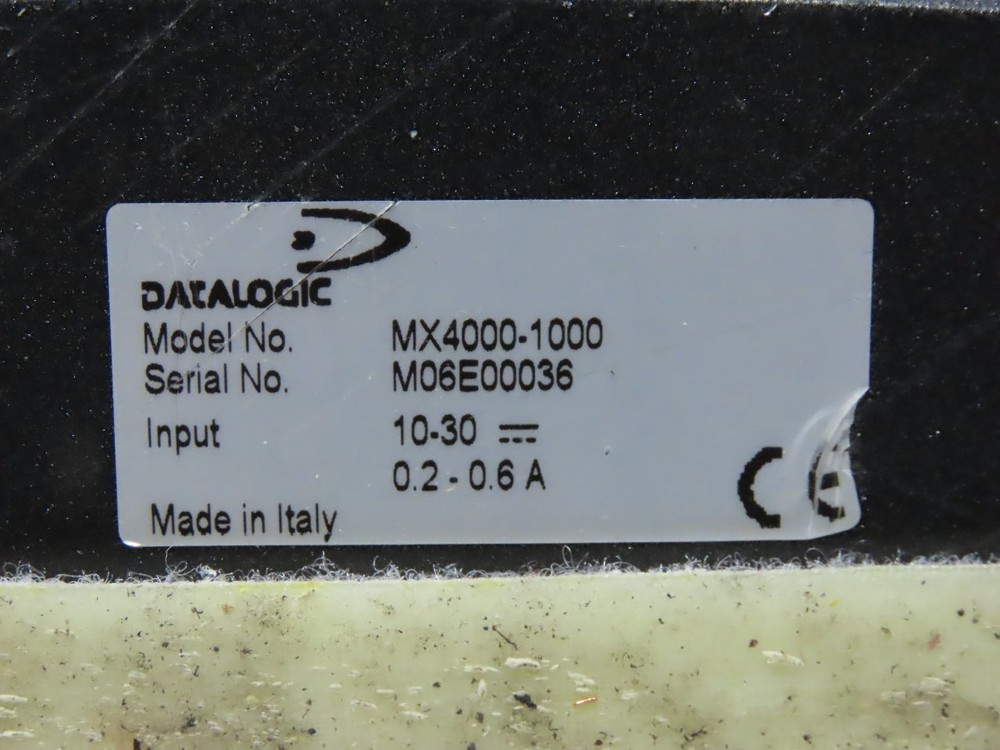 DATALOGIC
Model No. MX4000-1000
Serial No. M06E00036
Input 10-30 ⎓
0.2 - 0.6 A
Made in Italy
CE